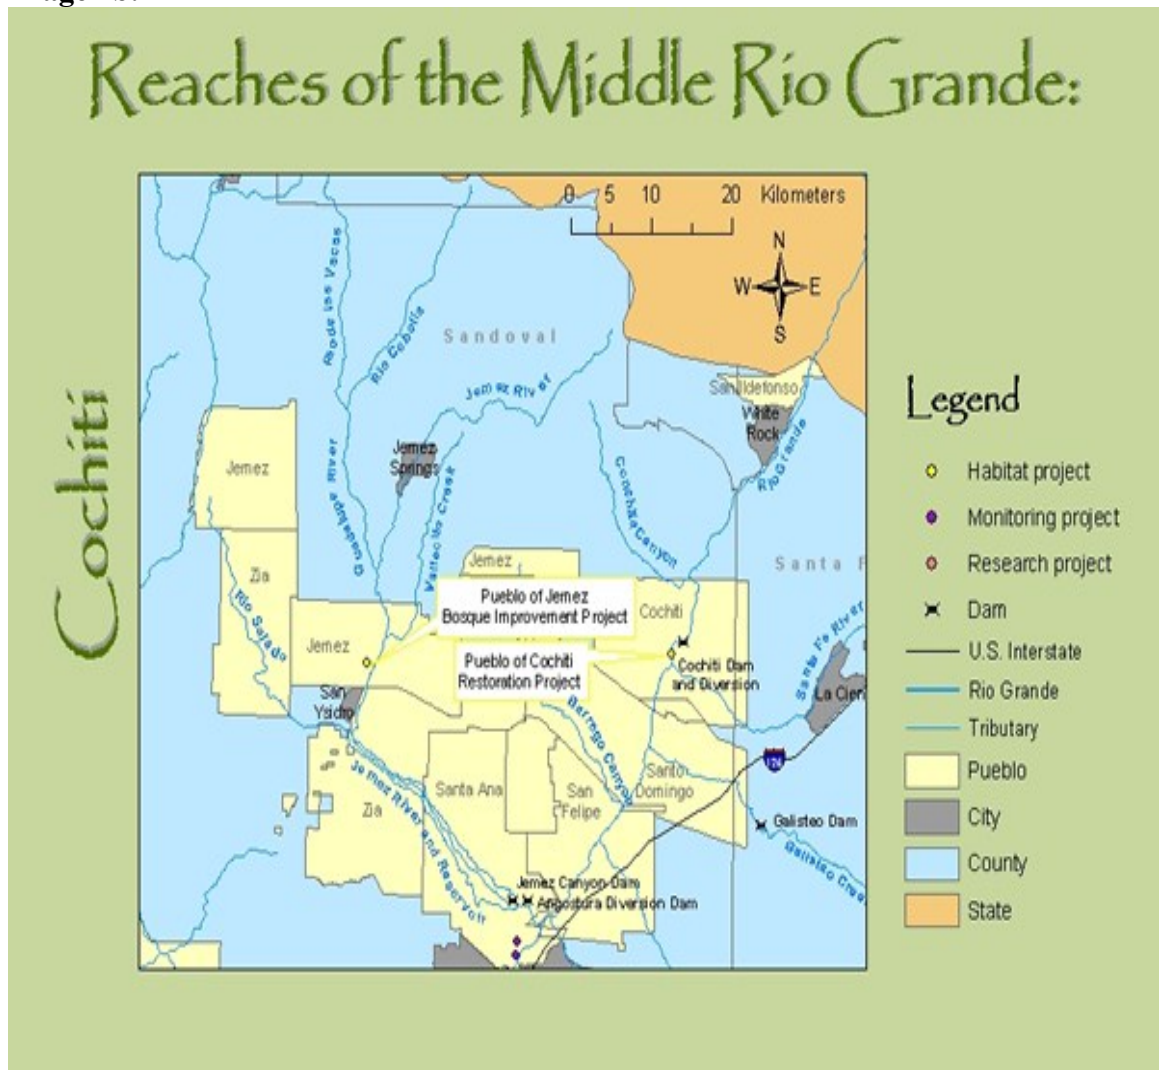 Reaches of the Middle Rio Grande:
Cochiti
0 5 10 20 Kilometers
N
W E
S
Sandoval
Rio de las Vacas
Rio Cebolla
Jemez River
San Ildefonso
White
Rock
Rio Grande
Jemez
Springs
Guadalupe River
Vallecito Creek
Canyon
Santa F
Jemez
Zia
Rio Salado
Jemez
Pueblo of Jemez
Bosque Improvement Project
Jemez
Cochiti
Pueblo of Cochiti
Restoration Project
Cochiti Dam
and Diversion
Santa Fe River
La Cien
San
Ysidro
Borrego Canyon
Jemez River and Reservoir
Zia
Santa Ana
San
Felipe
Santo
Domingo
Galisteo Dam
Galisteo Creek
Jemez Canyon Dam
Angostura Diversion Dam
Legend
Habitat project
Monitoring project
Research project
Dam
U.S. Interstate
Rio Grande
Tributary
Pueblo
City
County
State